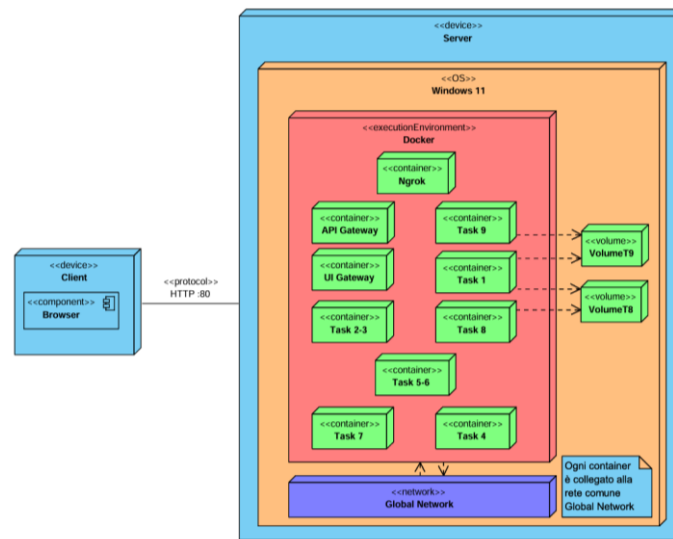 <<device>>
Server
<<OS>>
Windows 11
<<executionEnvironment>>
Docker
<<container>>
Ngrok
<<container>>
API Gateway
<<container>>
Task 9
<<volume>>
VolumeT9
<<container>>
UI Gateway
<<container>>
Task 1
<<device>>
Client
<<component>>
Browser
<<protocol>>
HTTP :80
<<volume>>
VolumeT8
<<container>>
Task 2-3
<<container>>
Task 8
<<container>>
Task 5-6
<<container>>
Task 7
<<container>>
Task 4
<<network>>
Global Network
Ogni container
è collegato alla
rete comune
Global Network